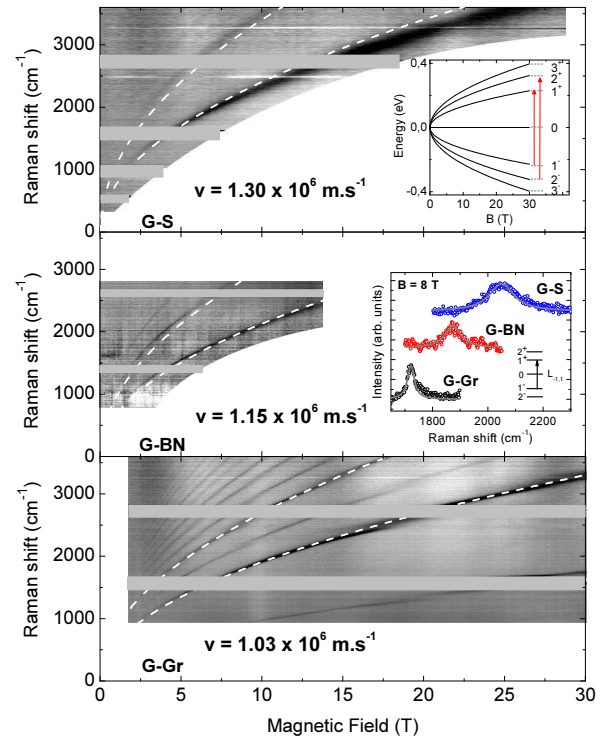 Raman shift (cm⁻¹)
3000
2000
1000
0
v = 1.30 x 10⁶ m.s⁻¹
G-S
Energy (eV)
0,4
0,0
-0,4
0 10 20 30 40
B (T)
3⁺
2⁺
1⁺
0
1⁻
2⁻
3⁻
Raman shift (cm⁻¹)
3000
2000
1000
0
v = 1.15 x 10⁶ m.s⁻¹
G-BN
Intensity (arb. units)
B = 8 T
G-S
G-BN
G-Gr
2⁺
1⁺
0
1⁻
2⁻
L₋₁,₁
1800 2000 2200
Raman shift (cm⁻¹)
Raman shift (cm⁻¹)
3000
2000
1000
0
v = 1.03 x 10⁶ m.s⁻¹
G-Gr
0 5 10 15 20 25 30
Magnetic Field (T)